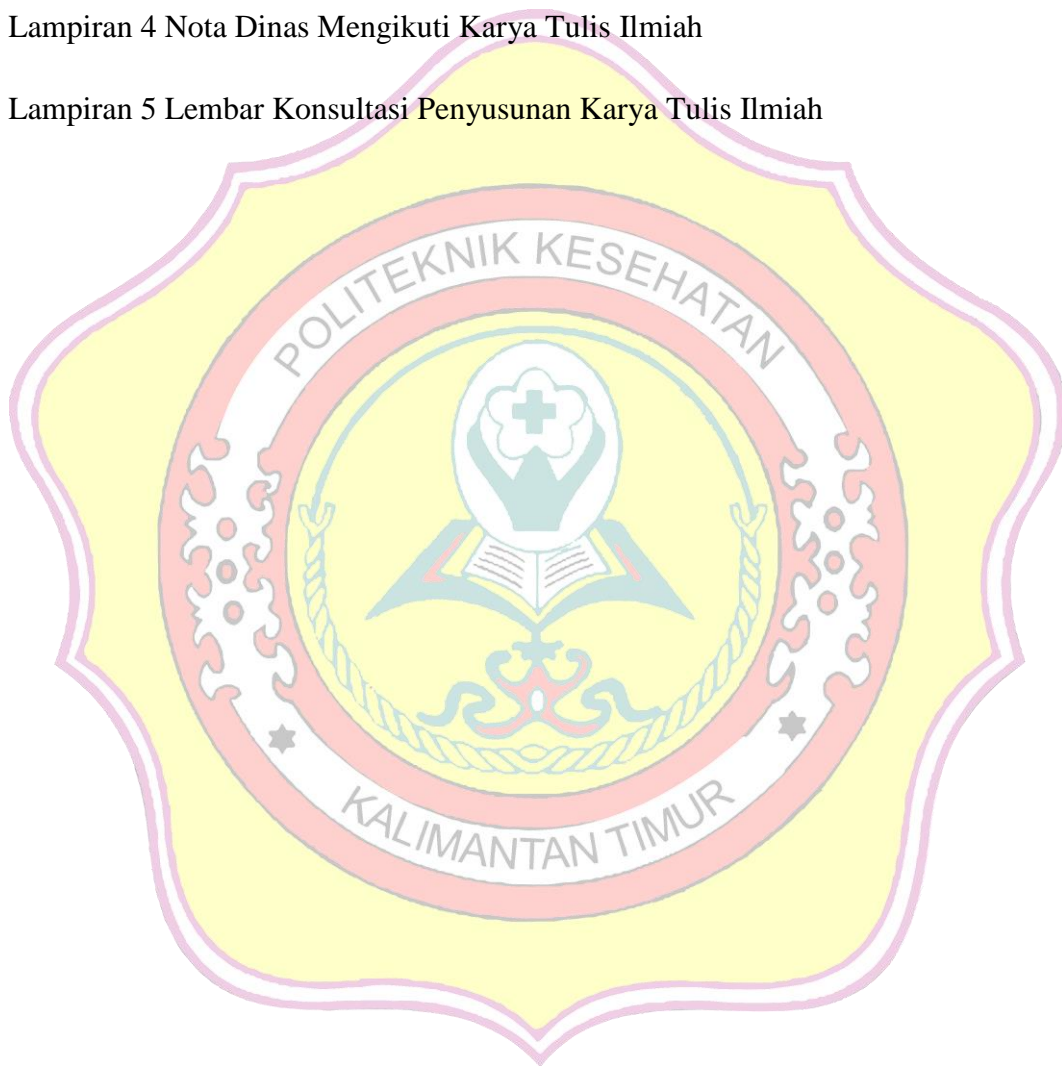 Lampiran 4 Nota Dinas Mengikuti Karya Tulis Ilmiah
Lampiran 5 Lembar Konsultasi Penyusunan Karya Tulis Ilmiah
POLITEKNIK KESEHATAN
KALIMANTAN TIMUR